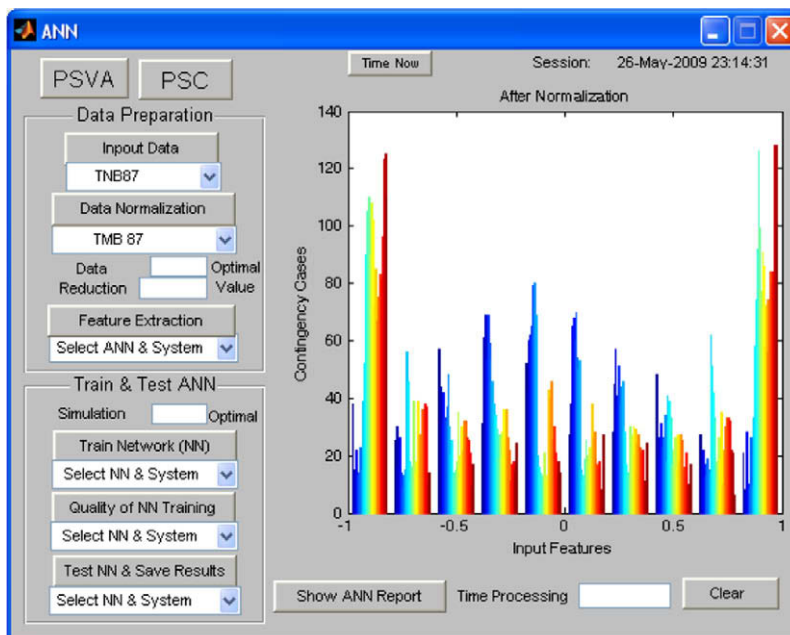 ANN
PSVA PSC
Time Now Session: 26-May-2009 23:14:31
Data Preparation
Inpout Data
TNB87
Data Normalization
TMB 87
Data Reduction Optimal Value
Feature Extraction
Select ANN & System
Train & Test ANN
Simulation Optimal
Train Network (NN)
Select NN & System
Quality of NN Training
Select NN & System
Test NN & Save Results
Select NN & System
After Normalization
Contingency Cases
140
120
100
80
60
40
20
0
-1 -0.5 0 0.5 1
Input Features
Show ANN Report Time Processing Clear